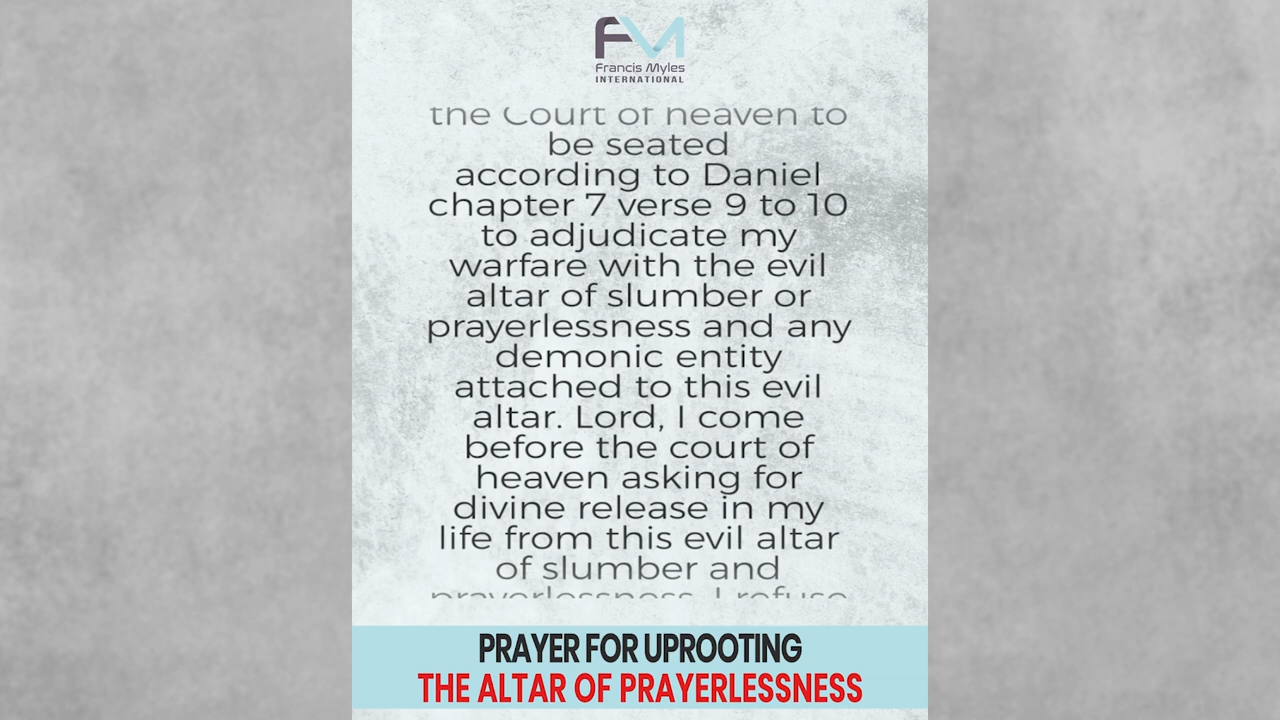 FM
Francis Myles
INTERNATIONAL
the Court of heaven to
be seated
according to Daniel
chapter 7 verse 9 to 10
to adjudicate my
warfare with the evil
altar of slumber or
prayerlessness and any
demonic entity
attached to this evil
altar. Lord, I come
before the court of
heaven asking for
divine release in my
life from this evil altar
of slumber and
prayerlessness. I refuse
PRAYER FOR UPROOTING
THE ALTAR OF PRAYERLESSNESS